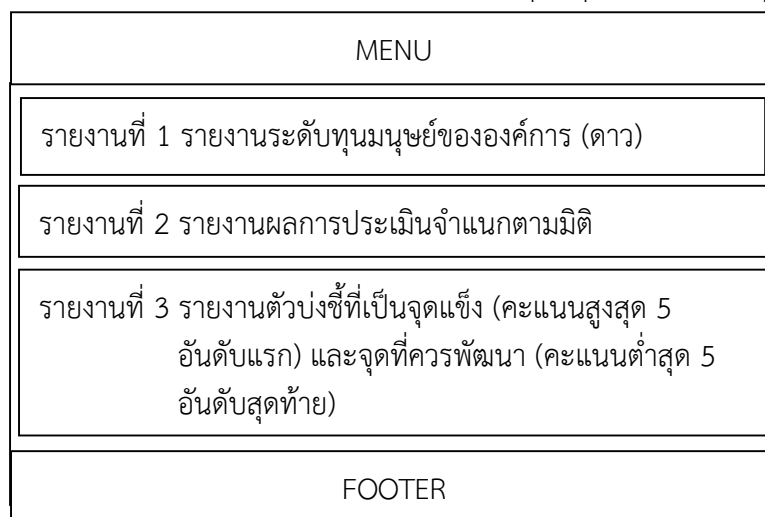 MENU
รายงานที่ 1 รายงานระดับทุนมนุษย์ขององค์การ (ดาว)
รายงานที่ 2 รายงานผลการประเมินจำแนกตามมิติ
รายงานที่ 3 รายงานตัวบ่งชี้ที่เป็นจุดแข็ง (คะแนนสูงสุด 5
อันดับแรก) และจุดที่ควรพัฒนา (คะแนนต่ำสุด 5
อันดับสุดท้าย)
FOOTER